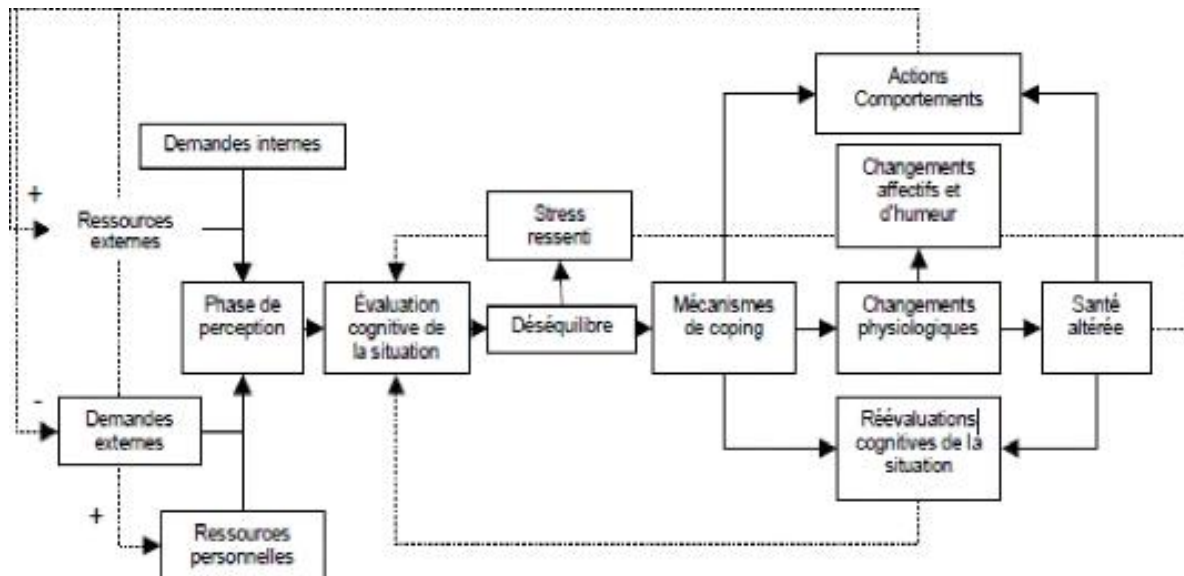 Actions
Comportements
Demandes internes
Changements
affectifs et
d'humeur
+
Ressources
externes
Stress
ressenti
Phase de
perception
Évaluation
cognitive de
la situation
Déséquilibre
Mécanismes
de coping
Changements
physiologiques
Santé
altérée
-
Demandes
externes
Réévaluations
cognitives de la
situation
+
Ressources
personnelles